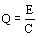 Q = E/C